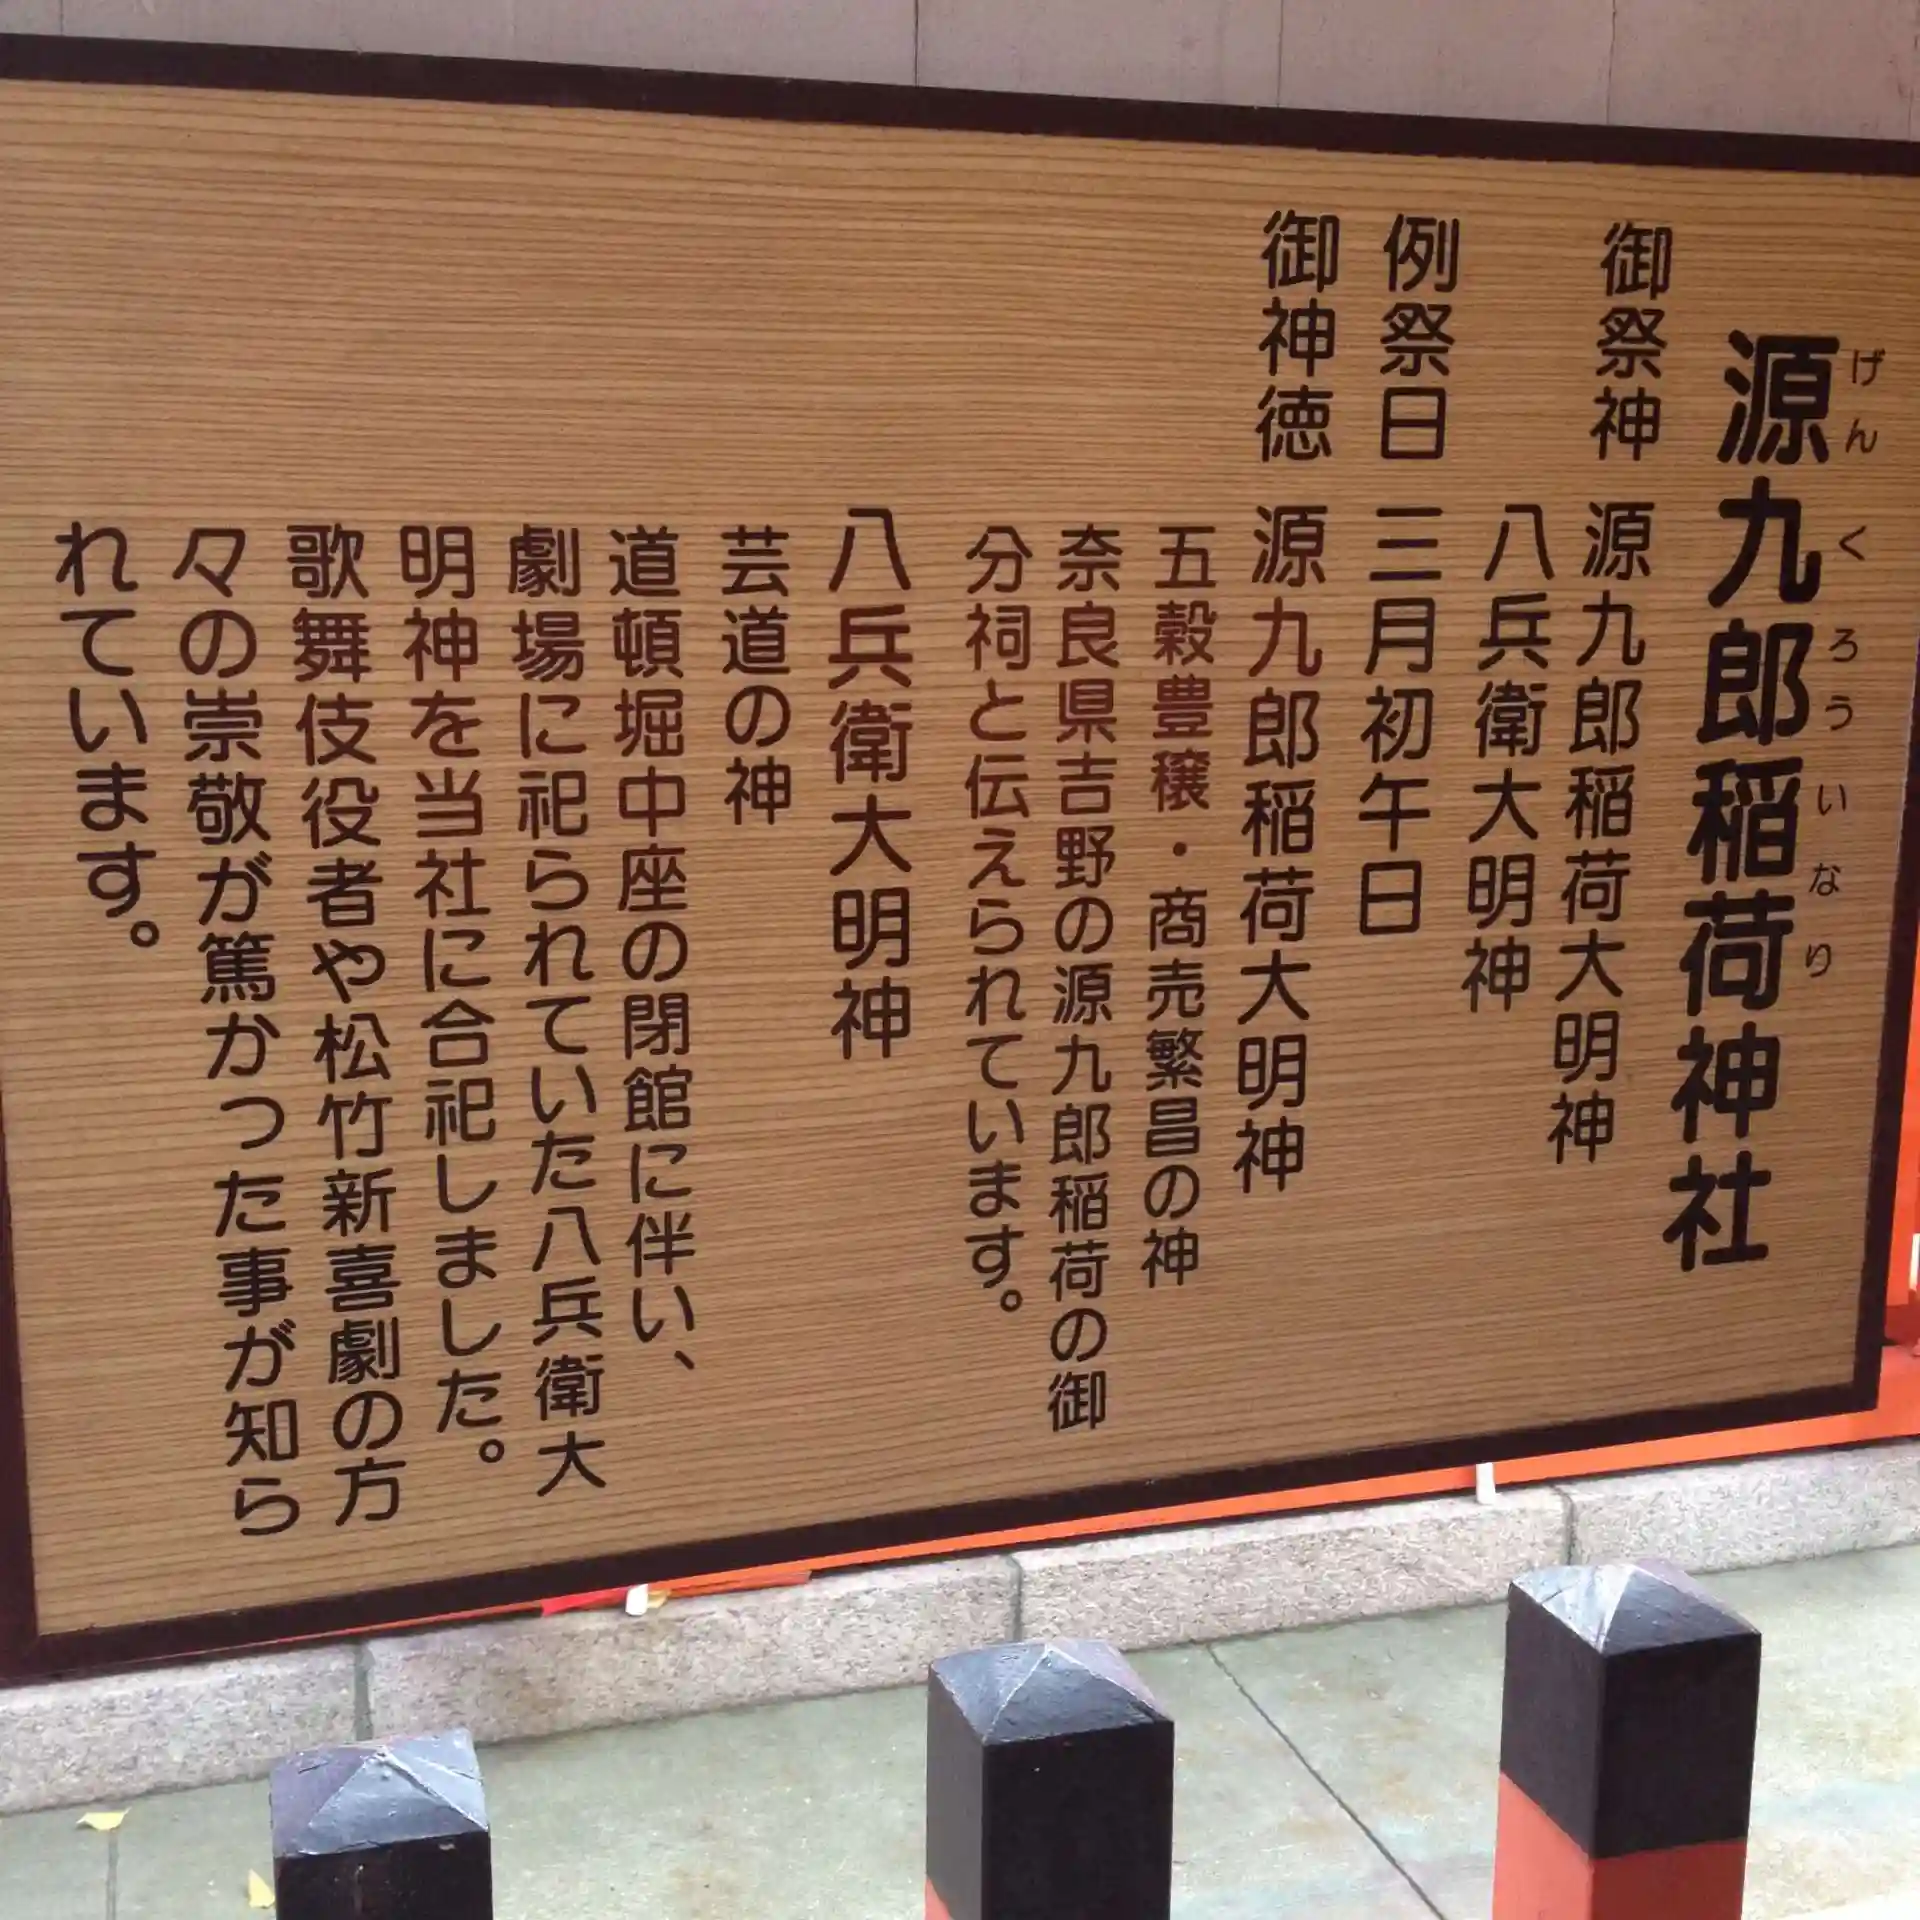 源九郎稲荷神社
げんくろういなり
御祭神 源九郎稲荷大明神
八兵衛大明神
例祭日 三月初午日
御神徳 源九郎稲荷大明神
五穀豊穣・商売繁昌の神
奈良県吉野の源九郎稲荷の御
分祠と伝えられています。
八兵衛大明神
芸道の神
道頓堀中座の閉館に伴い、
劇場に祀られていた八兵衛大
明神を当社に合祀しました。
歌舞伎役者や松竹新喜劇の方
々の崇敬が篤かった事が知ら
れています。